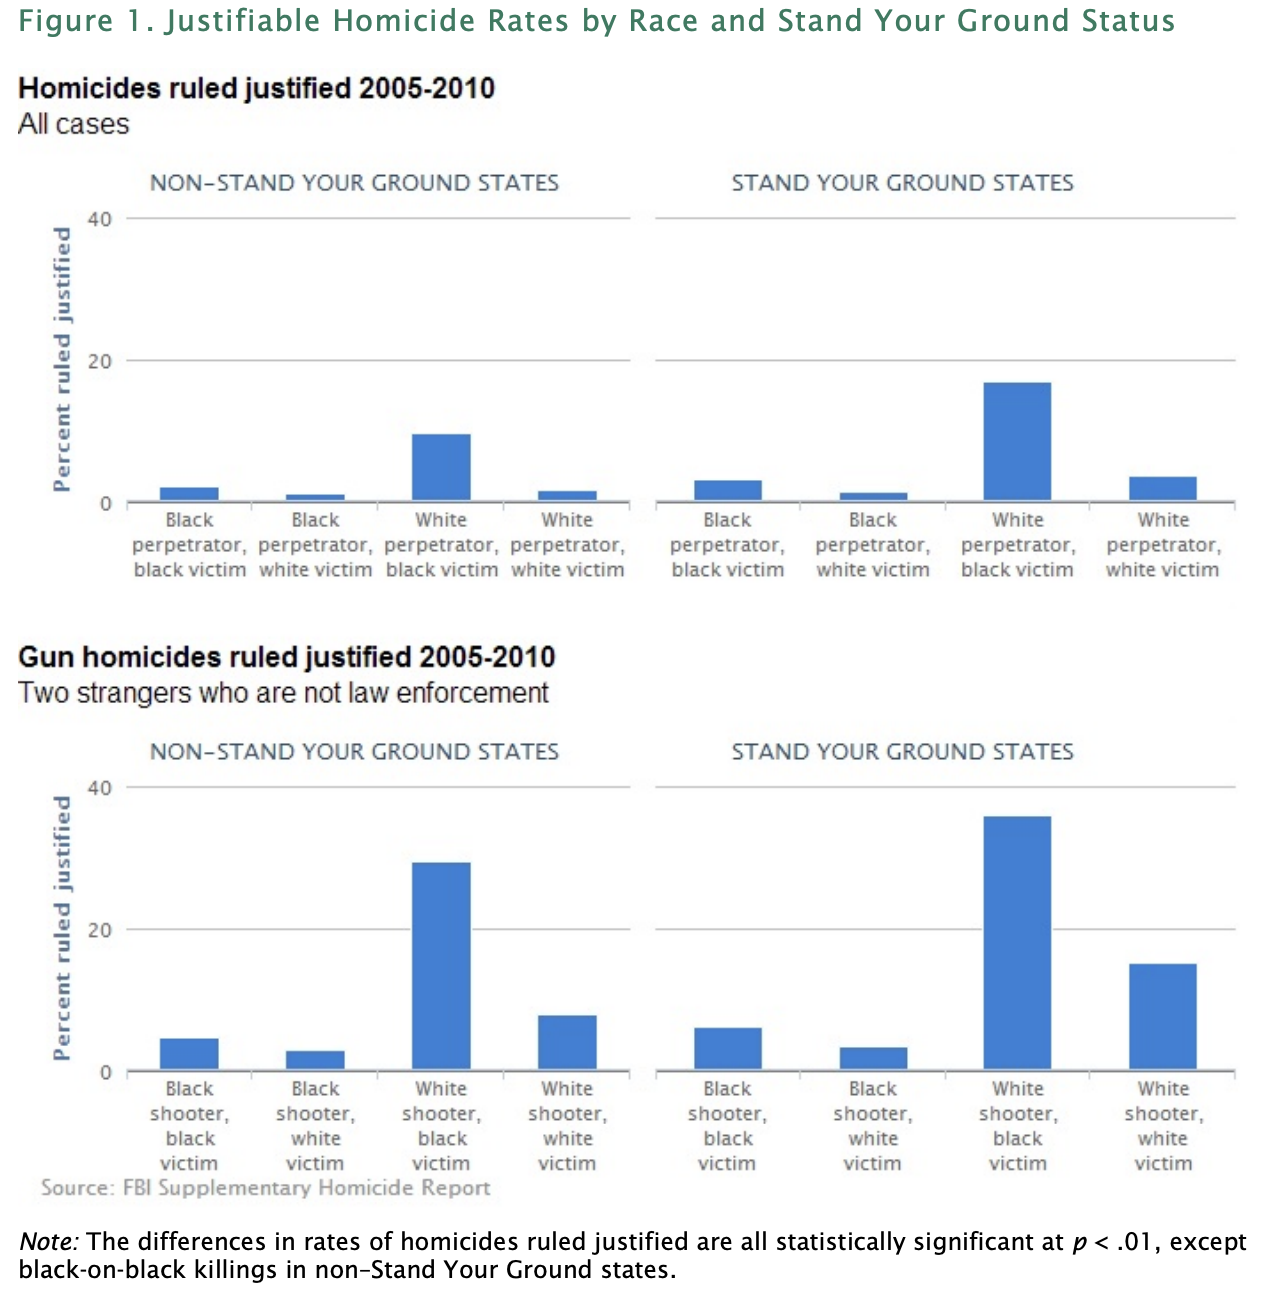 Figure 1. Justifiable Homicide Rates by Race and Stand Your Ground Status
Homicides ruled justified 2005-2010
All cases
NON-STAND YOUR GROUND STATES
STAND YOUR GROUND STATES
Percent ruled justified
40
20
0
Black perpetrator, black victim
Black perpetrator, white victim
White perpetrator, black victim
White perpetrator, white victim
Black perpetrator, black victim
Black perpetrator, white victim
White perpetrator, black victim
White perpetrator, white victim
Gun homicides ruled justified 2005-2010
Two strangers who are not law enforcement
NON-STAND YOUR GROUND STATES
STAND YOUR GROUND STATES
Percent ruled justified
40
20
0
Black shooter, black victim
Black shooter, white victim
White shooter, black victim
White shooter, white victim
Black shooter, black victim
Black shooter, white victim
White shooter, black victim
White shooter, white victim
Source: FBI Supplementary Homicide Report
Note: The differences in rates of homicides ruled justified are all statistically significant at p < .01, except
black-on-black killings in non-Stand Your Ground states.